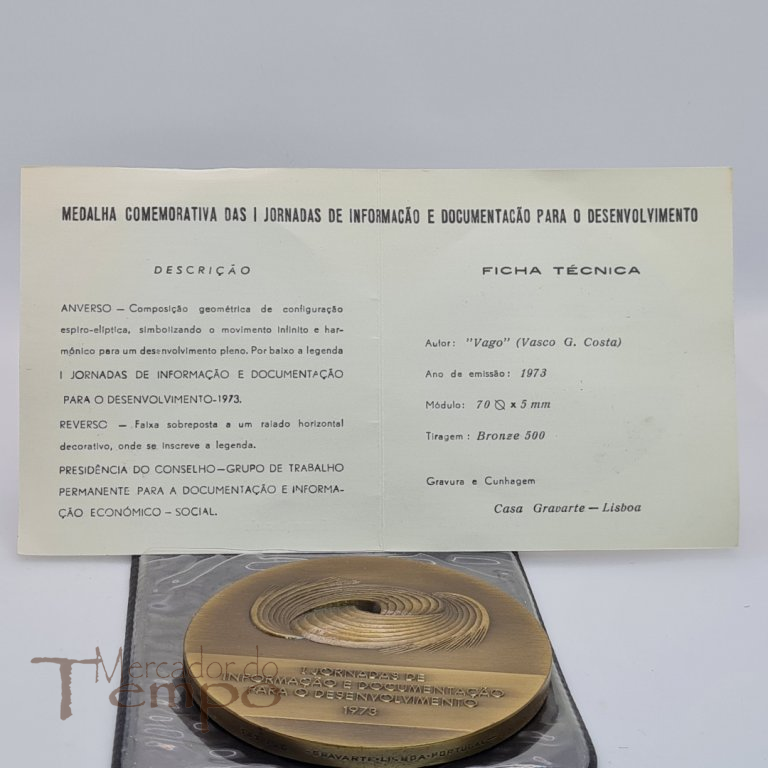 MEDALHA COMEMORATIVA DAS I JORNADAS DE INFORMAÇÃO E DOCUMENTAÇÃO PARA O DESENVOLVIMENTO
DESCRIÇÃO
ANVERSO — Composição geométrica de configuração
espiro-elíptica, simbolizando o movimento infinito e har-
mónico para um desenvolvimento pleno. Por baixo a legenda
I JORNADAS DE INFORMAÇÃO E DOCUMENTAÇÃO
PARA O DESENVOLVIMENTO-1973.
REVERSO — Faixa sobreposta a um raiado horizontal
decorativo, onde se inscreve a legenda.
PRESIDÊNCIA DO CONSELHO—GRUPO DE TRABALHO
PERMANENTE PARA A DOCUMENTAÇÃO E INFORMA-
ÇÃO ECONÓMICO — SOCIAL.
FICHA TÉCNICA
Autor: "Vago" (Vasco G. Costa)
Ano de emissão: 1973
Módulo: 70 ∅ x 5 mm
Tiragem: Bronze 500
Gravura e Cunhagem
Casa Gravarte — Lisboa
I JORNADAS DE
INFORMAÇÃO E DOCUMENTAÇÃO
PARA O DESENVOLVIMENTO
1973
GRAVARTE•LISBOA•PORTUGAL
Mercador do
Tempo